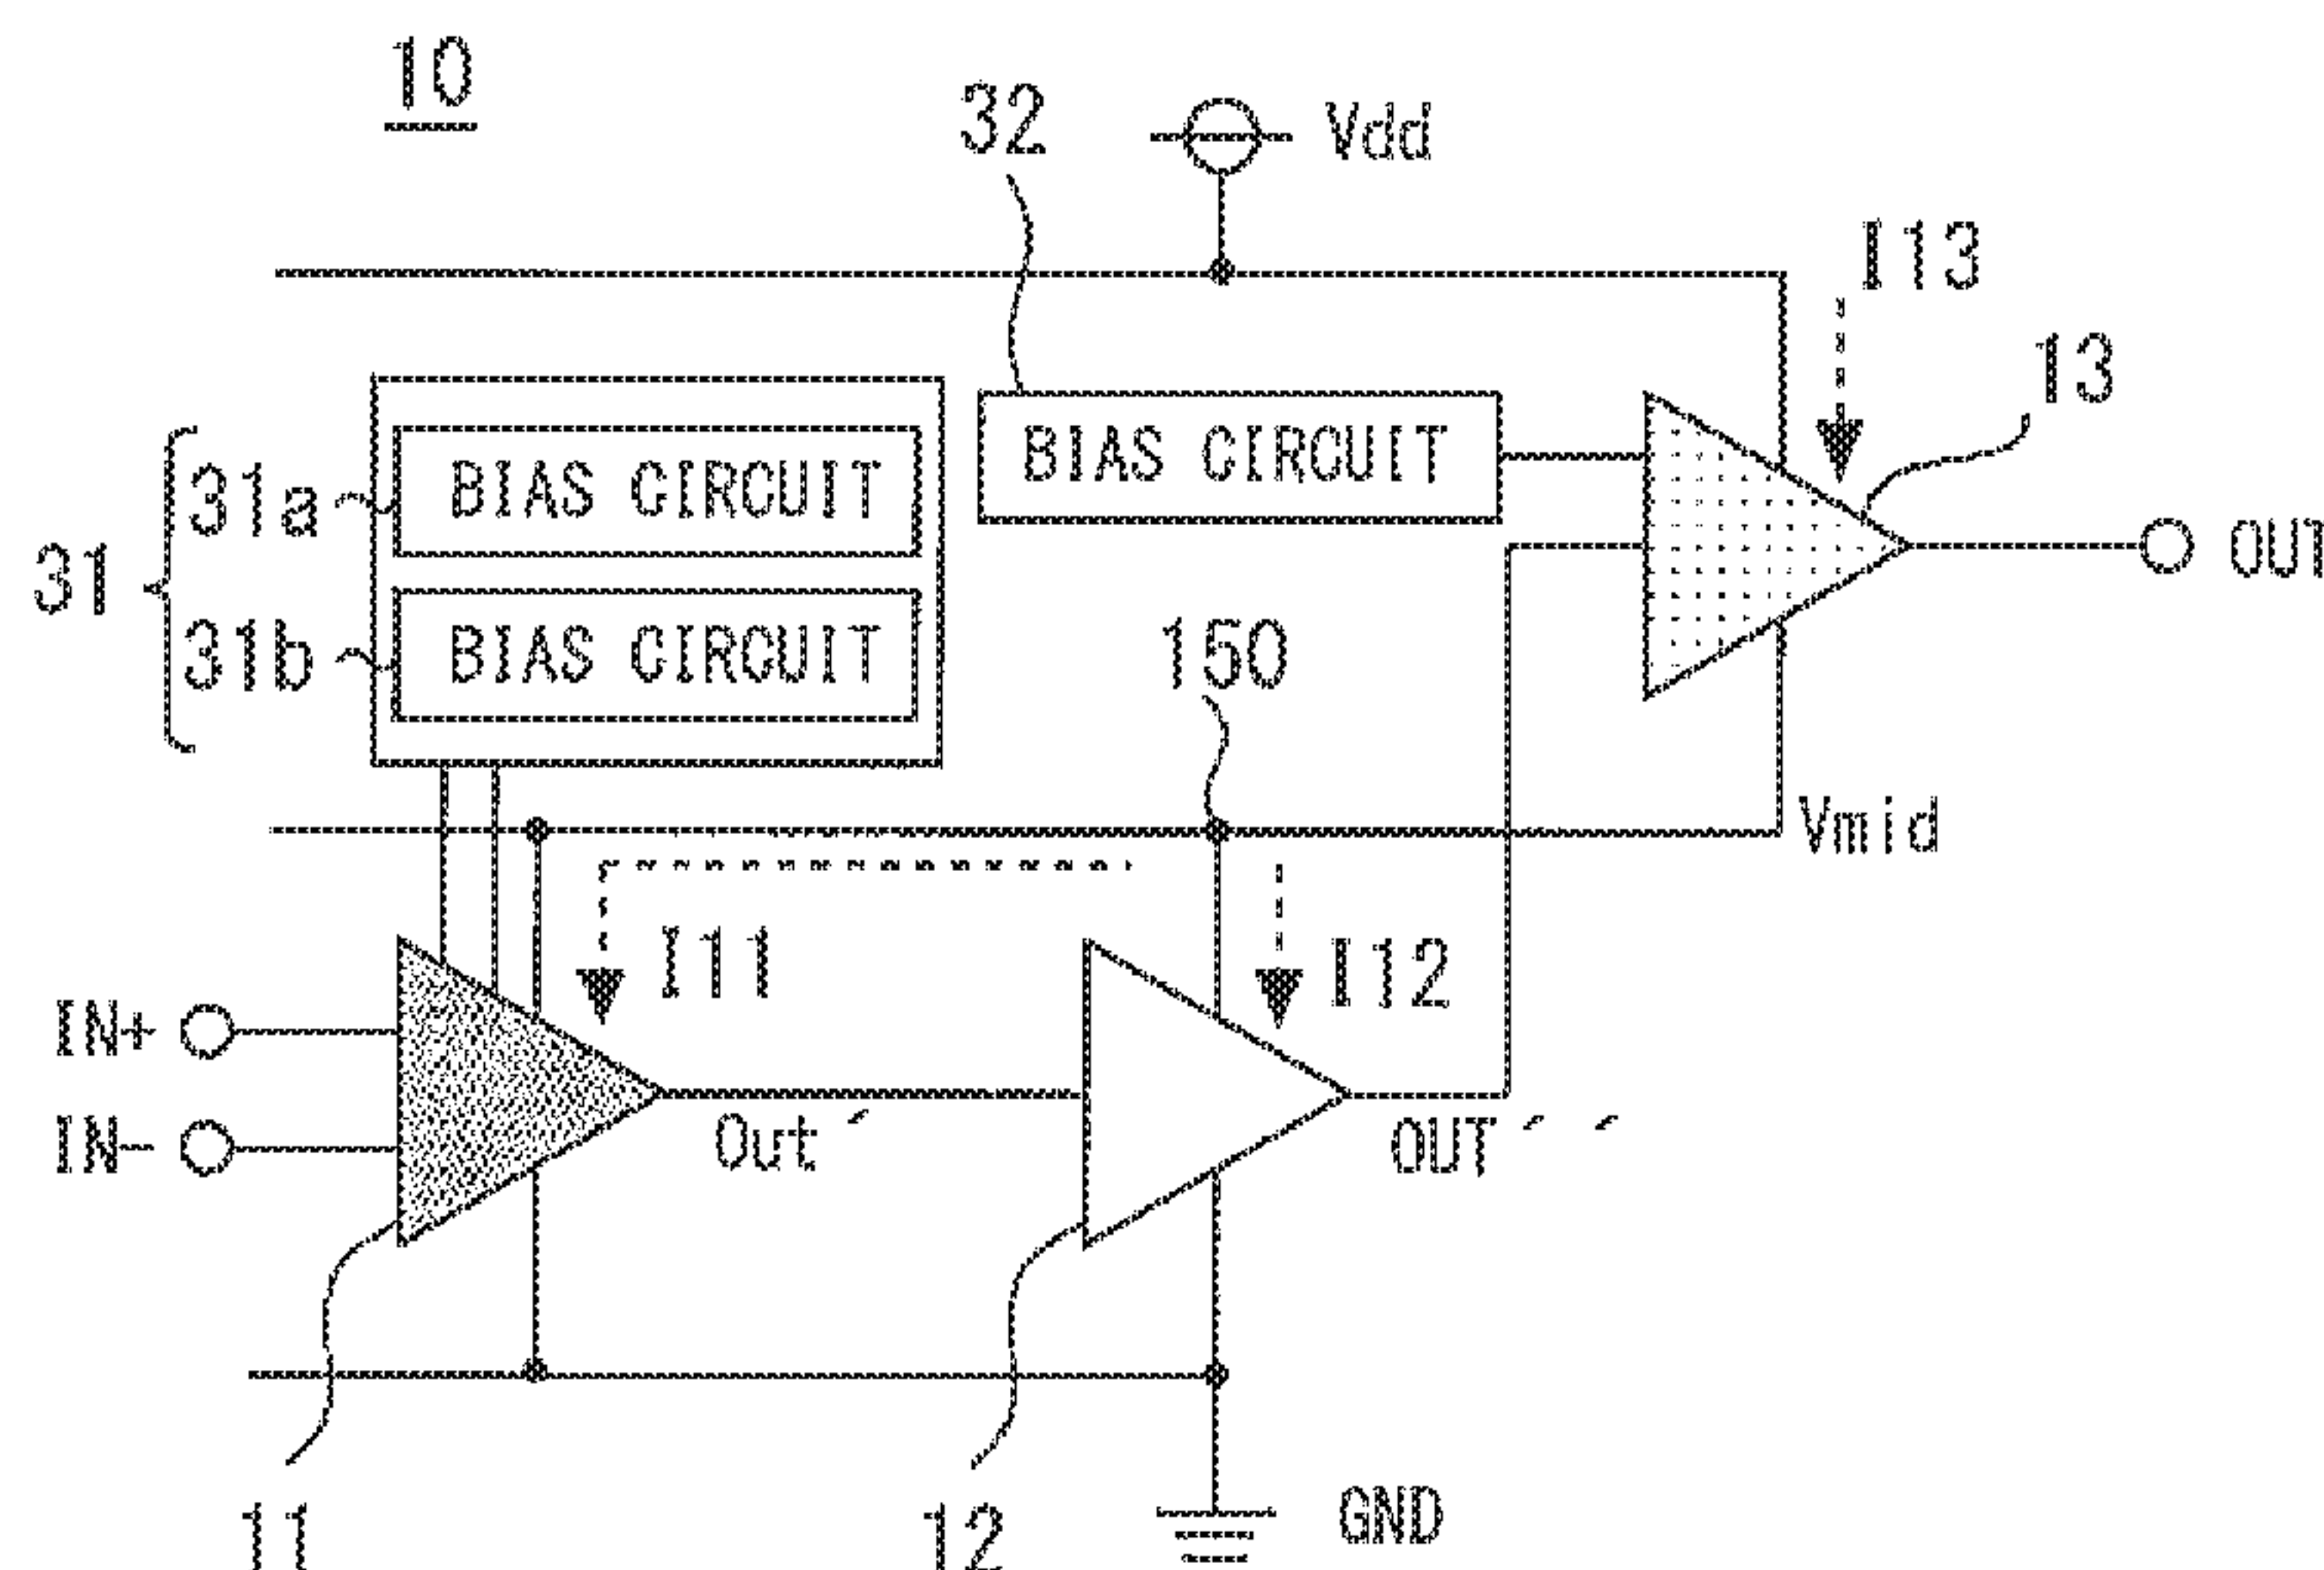 10
32
Vdd
I13
13
BIAS CIRCUIT
31a
BIAS CIRCUIT
OUT
31
31b
BIAS CIRCUIT
150
Vmid
I11
I12
IN+
IN-
Out´
OUT´´
11
12
GND